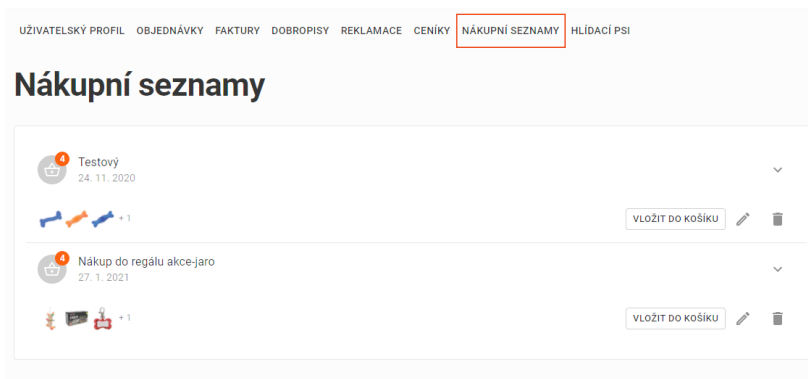 UŽIVATELSKÝ PROFIL OBJEDNÁVKY FAKTURY DOBROPISY REKLAMACE CENÍKY NÁKUPNÍ SEZNAMY HLÍDACÍ PSI
Nákupní seznamy
4
Testový
24. 11. 2020
+ 1
VLOŽIT DO KOŠÍKU
4
Nákup do regálu akce-jaro
27. 1. 2021
+ 1
VLOŽIT DO KOŠÍKU